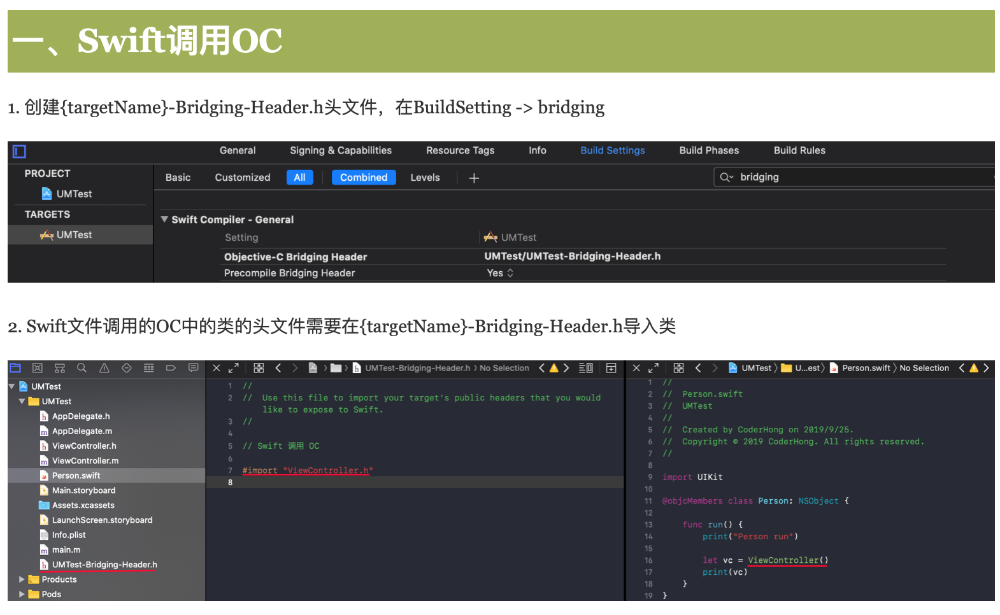 一、Swift调用OC
1. 创建{targetName}-Bridging-Header.h头文件，在BuildSetting -> bridging
General Signing & Capabilities Resource Tags Info Build Settings Build Phases Build Rules
PROJECT
UMTest
TARGETS
UMTest
Basic Customized All Combined Levels + bridging
Swift Compiler - General
Setting UMTest
Objective-C Bridging Header UMTest/UMTest-Bridging-Header.h
Precompile Bridging Header Yes
2. Swift文件调用的OC中的类的头文件需要在{targetName}-Bridging-Header.h导入类
UMTest
UMTest
AppDelegate.h
AppDelegate.m
ViewController.h
ViewController.m
Person.swift
Main.storyboard
Assets.xcassets
LaunchScreen.storyboard
Info.plist
main.m
UMTest-Bridging-Header.h
Products
Pods
UMTest-Bridging-Header.h › No Selection
1 //
2 //  Use this file to import your target's public headers that you would
like to expose to Swift.
3 //
4
5 // Swift 调用 OC
6
7 #import "ViewController.h"
8
UMTest › U...est › Person.swift › No Selection
1 //
2 //  Person.swift
3 //  UMTest
4 //
5 //  Created by CoderHong on 2019/9/25.
6 //  Copyright © 2019 CoderHong. All rights reserved.
7 //
8
9 import UIKit
10
11 @objcMembers class Person: NSObject {
12
13     func run() {
14         print("Person run")
15
16         let vc = ViewController()
17         print(vc)
18     }
19 }